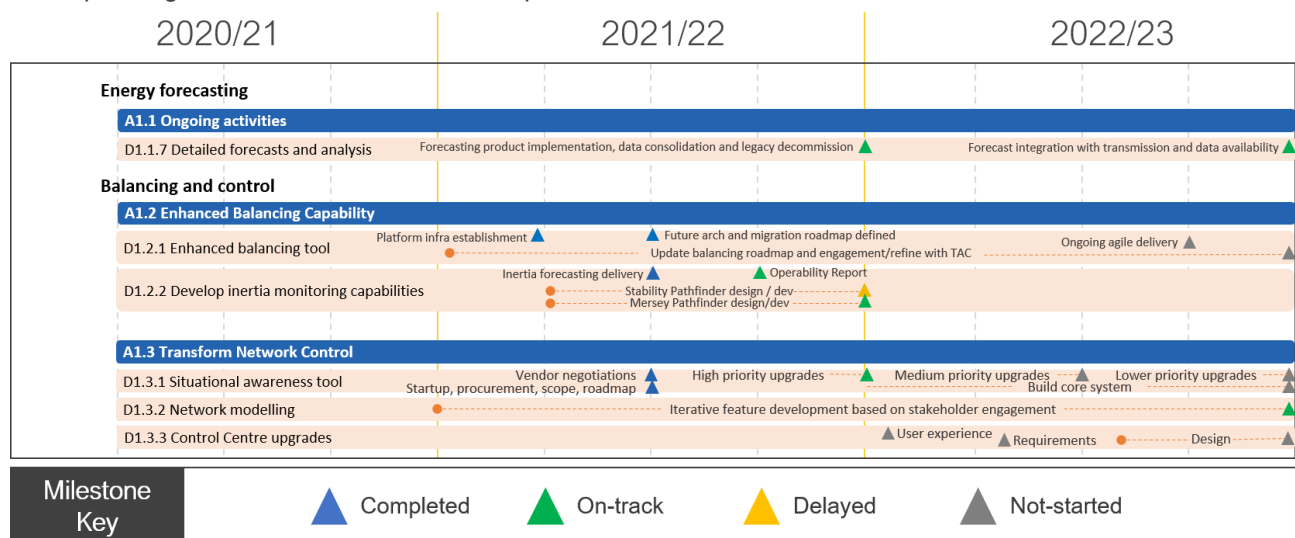 2020/21 2021/22 2022/23
Energy forecasting
A1.1 Ongoing activities
D1.1.7 Detailed forecasts and analysis Forecasting product implementation, data consolidation and legacy decommission Forecast integration with transmission and data availability
Balancing and control
A1.2 Enhanced Balancing Capability
Platform infra establishment Future arch and migration roadmap defined
D1.2.1 Enhanced balancing tool Ongoing agile delivery
Update balancing roadmap and engagement/refine with TAC
Inertia forecasting delivery Operability Report
D1.2.2 Develop inertia monitoring capabilities Stability Pathfinder design / dev
Mersey Pathfinder design/dev
A1.3 Transform Network Control
Vendor negotiations High priority upgrades Medium priority upgrades Lower priority upgrades
D1.3.1 Situational awareness tool
Startup, procurement, scope, roadmap Build core system
D1.3.2 Network modelling Iterative feature development based on stakeholder engagement
D1.3.3 Control Centre upgrades User experience Requirements Design
Milestone
Key
Completed On-track Delayed Not-started